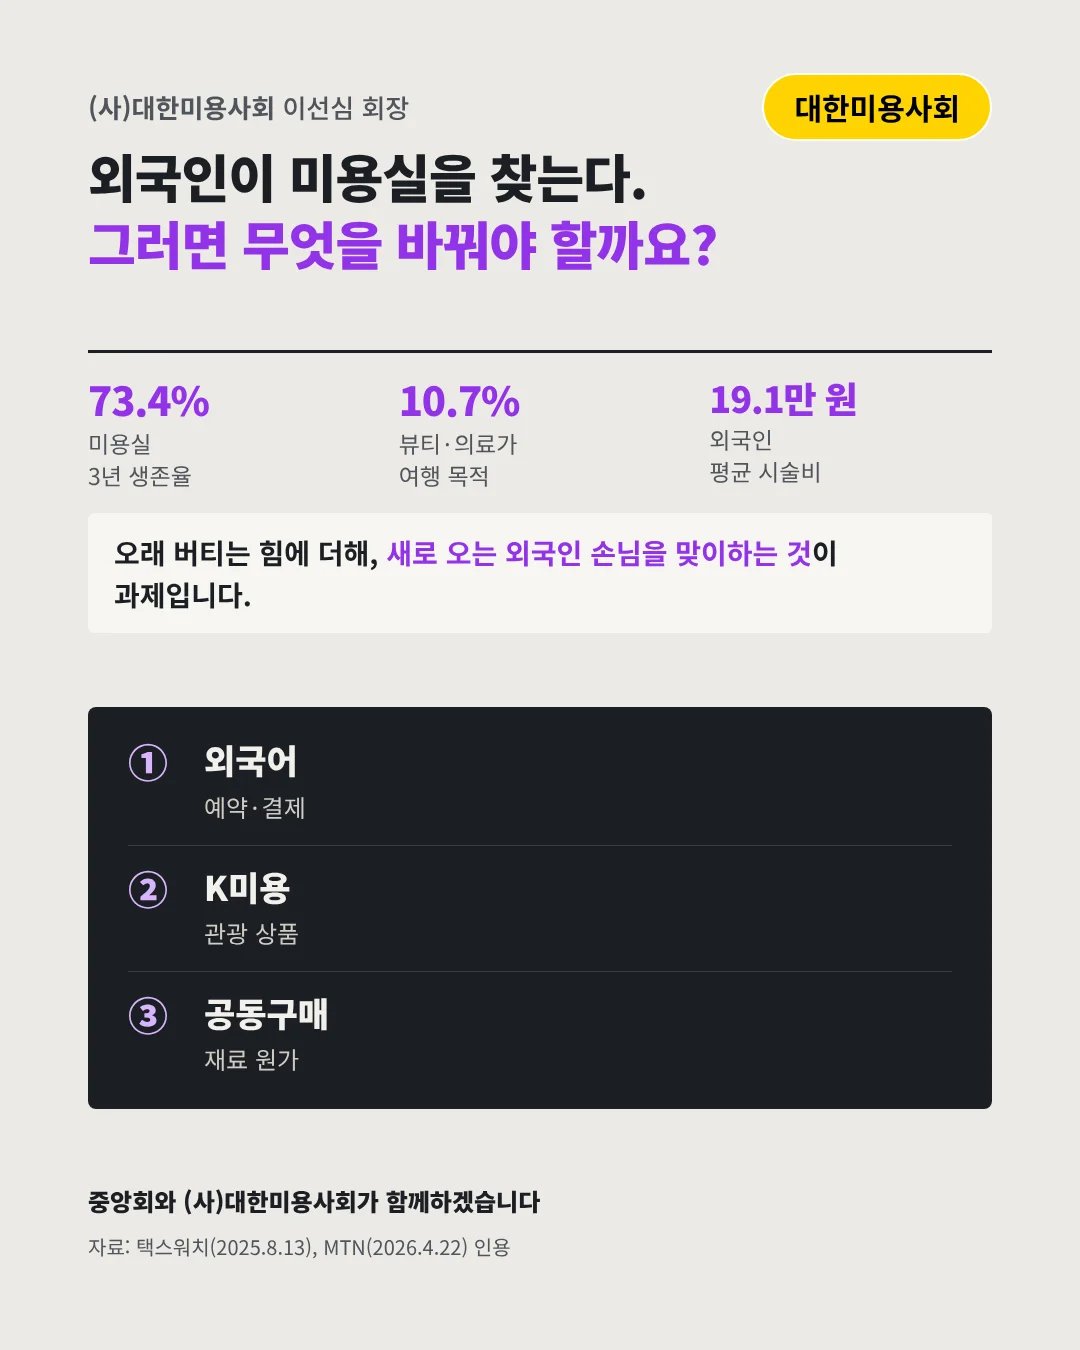 (사)대한미용사회 이선심 회장
대한미용사회
외국인이 미용실을 찾는다.
그러면 무엇을 바꿔야 할까요?
73.4%
미용실
3년 생존율
10.7%
뷰티·의료가
여행 목적
19.1만 원
외국인
평균 시술비
오래 버티는 힘에 더해, 새로 오는 외국인 손님을 맞이하는 것이
과제입니다.
① 외국어
예약·결제
② K미용
관광 상품
③ 공동구매
재료 원가
중앙회와 (사)대한미용사회가 함께하겠습니다
자료: 택스워치(2025.8.13), MTN(2026.4.22) 인용